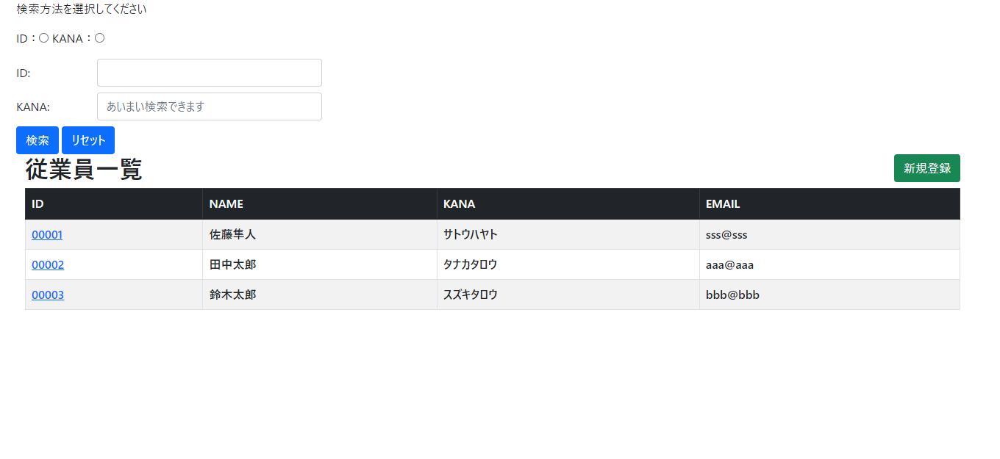 検索方法を選択してください
ID：KANA：
ID:
KANA: あいまい検索できます
検索 リセット
従業員一覧 新規登録
ID NAME KANA EMAIL
00001 佐藤隼人 サトウハヤト sss@sss
00002 田中太郎 タナカタロウ aaa@aaa
00003 鈴木太郎 スズキタロウ bbb@bbb